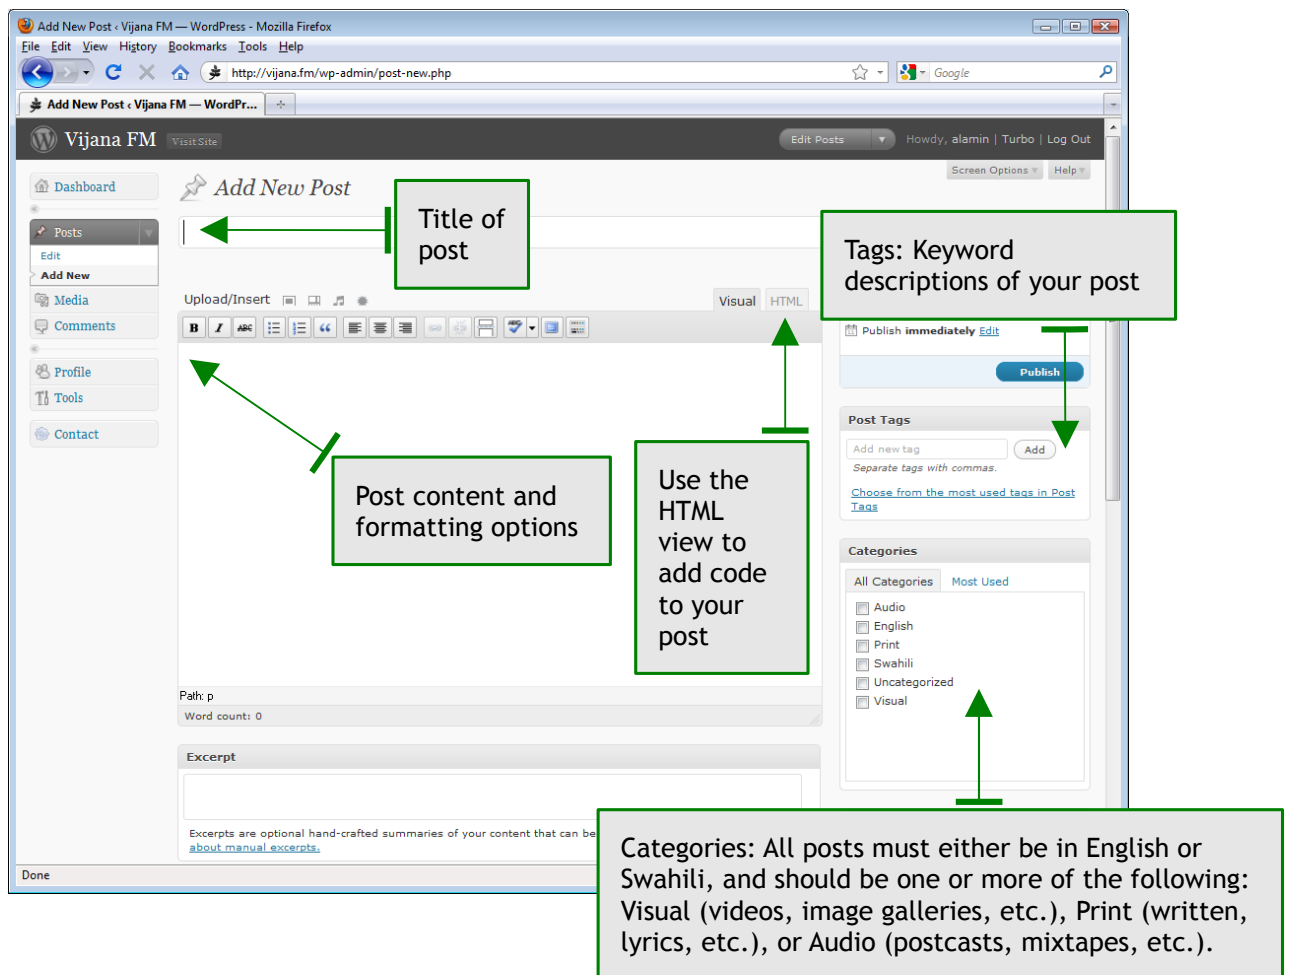 Add New Post ‹ Vijana FM — WordPress - Mozilla Firefox
File Edit View History Bookmarks Tools Help
http://vijana.fm/wp-admin/post-new.php
Google
Add New Post ‹ Vijana FM — WordPr...
Vijana FM
Visit Site
Edit Posts
Howdy, alamin | Turbo | Log Out
Screen Options
Help
Dashboard
Posts
Edit
Add New
Media
Comments
Profile
Tools
Contact
Add New Post
Title of
post
Tags: Keyword
descriptions of your post
Upload/Insert
Visual
HTML
B I ABC
ABC
Publish immediately Edit
Publish
Post Tags
Add new tag
Add
Separate tags with commas.
Choose from the most used tags in Post
Tags
Post content and
formatting options
Use the
HTML
view to
add code
to your
post
Categories
All Categories
Most Used
Audio
English
Print
Swahili
Uncategorized
Visual
Path: p
Word count: 0
Excerpt
Excerpts are optional hand-crafted summaries of your content that can be
about manual excerpts.
Done
Categories: All posts must either be in English or
Swahili, and should be one or more of the following:
Visual (videos, image galleries, etc.), Print (written,
lyrics, etc.), or Audio (postcasts, mixtapes, etc.).